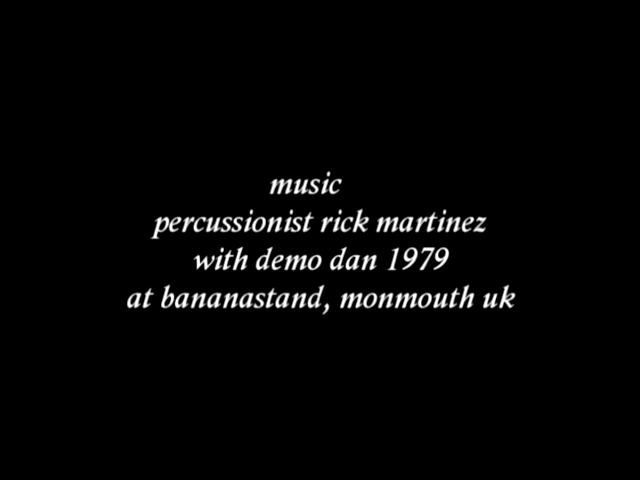 music
percussionist rick martinez
with demo dan 1979
at bananastand, monmouth uk